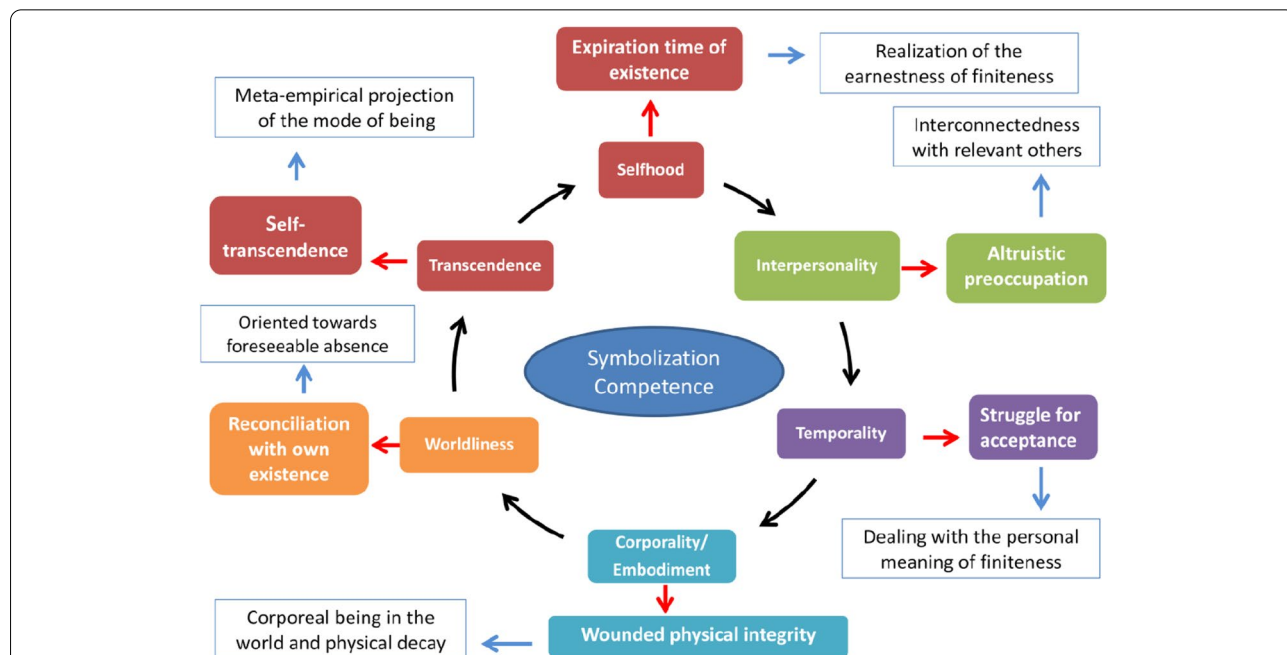 Expiration time of
existence
Realization of the
earnestness of finiteness
Meta-empirical projection
of the mode of being
Interconnectedness
with relevant others
Selfhood
Self-
transcendence
Transcendence
Interpersonality
Altruistic
preoccupation
Oriented towards
foreseeable absence
Symbolization
Competence
Reconciliation
with own
existence
Worldliness
Temporality
Struggle for
acceptance
Corporality/
Embodiment
Dealing with the personal
meaning of finiteness
Corporeal being in the
world and physical decay
Wounded physical integrity